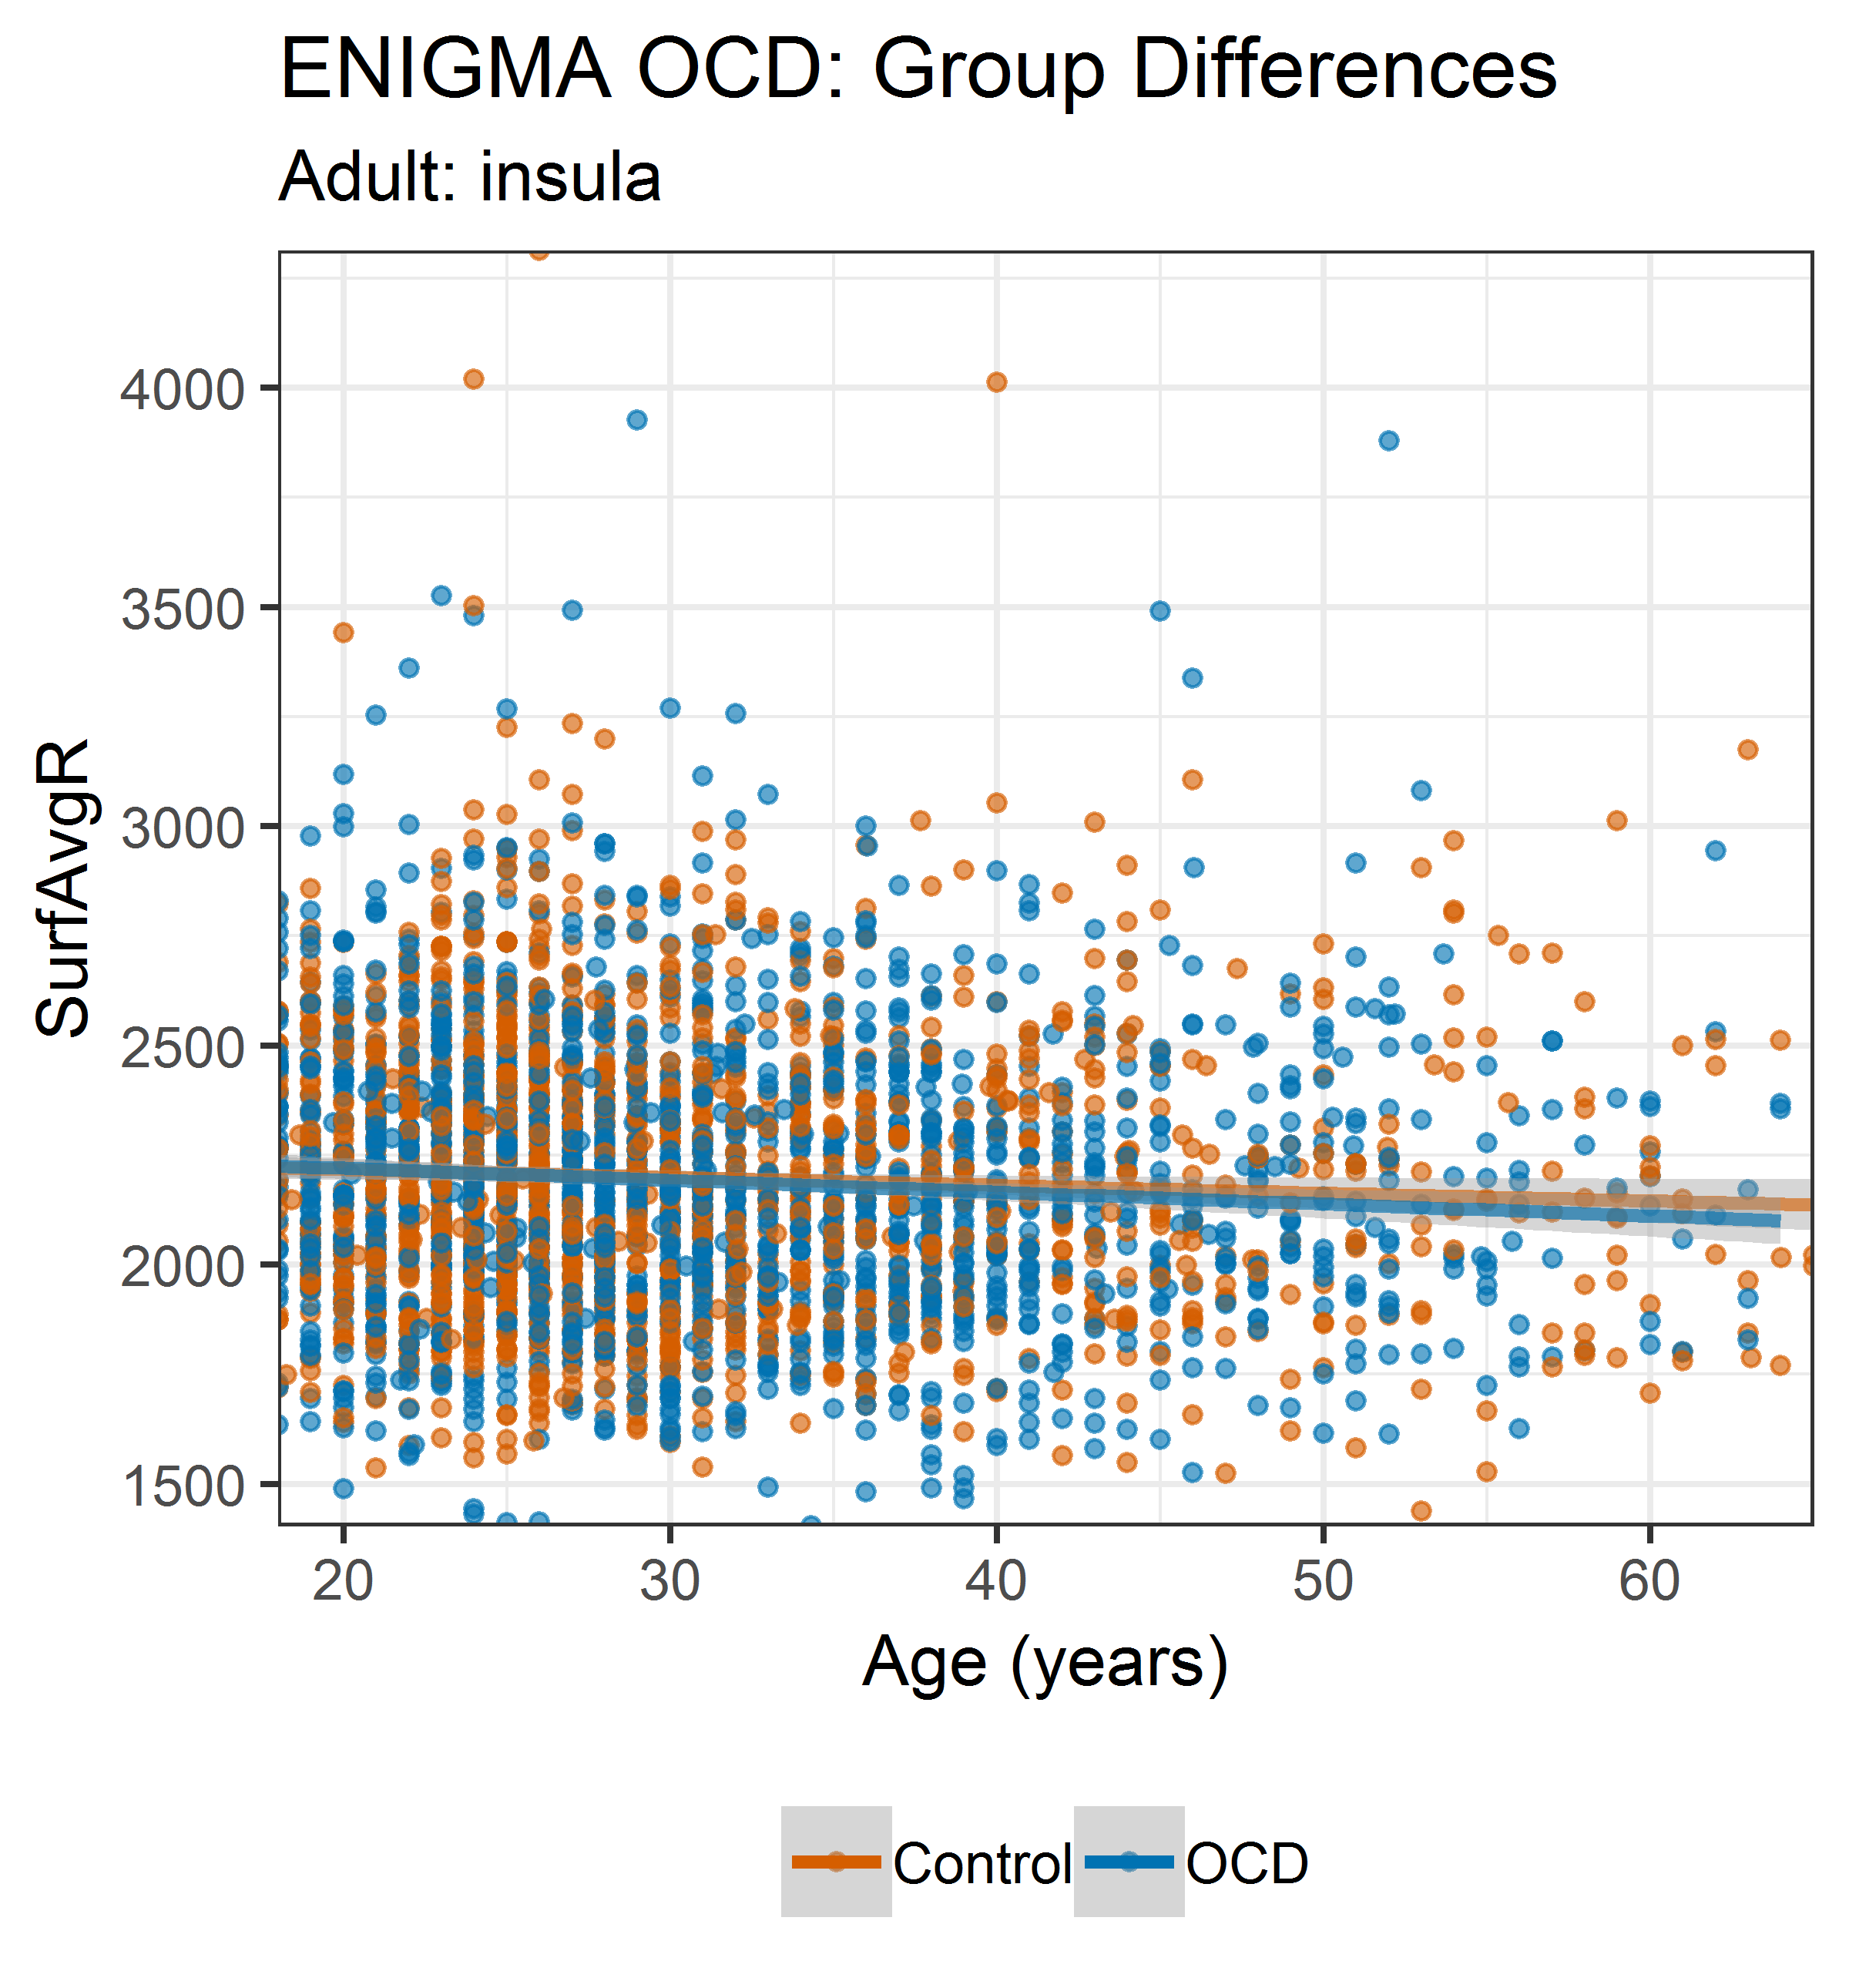 ENIGMA OCD: Group Differences
Adult: insula
SurfAvgR
4000
3500
3000
2500
2000
1500
20 30 40 50 60
Age (years)
Control OCD